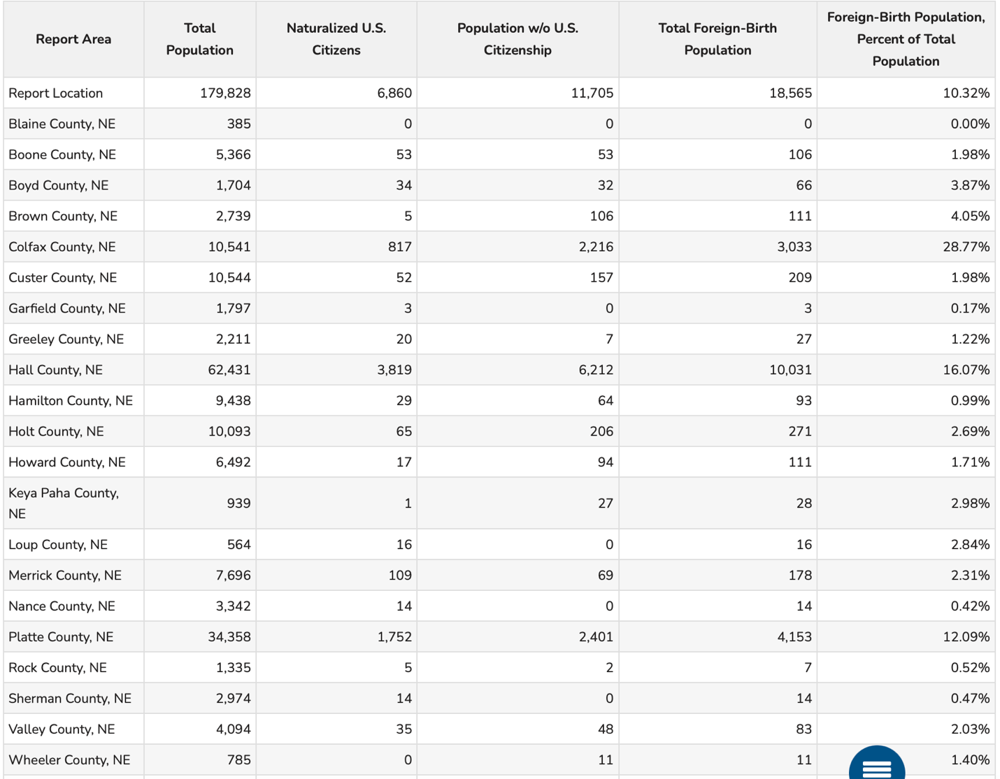 Report Area	Total Population	Naturalized U.S. Citizens	Population w/o U.S. Citizenship	Total Foreign-Birth Population	Foreign-Birth Population, Percent of Total Population
Report Location	179,828	6,860	11,705	18,565	10.32%
Blaine County, NE	385	0	0	0	0.00%
Boone County, NE	5,366	53	53	106	1.98%
Boyd County, NE	1,704	34	32	66	3.87%
Brown County, NE	2,739	5	106	111	4.05%
Colfax County, NE	10,541	817	2,216	3,033	28.77%
Custer County, NE	10,544	52	157	209	1.98%
Garfield County, NE	1,797	3	0	3	0.17%
Greeley County, NE	2,211	20	7	27	1.22%
Hall County, NE	62,431	3,819	6,212	10,031	16.07%
Hamilton County, NE	9,438	29	64	93	0.99%
Holt County, NE	10,093	65	206	271	2.69%
Howard County, NE	6,492	17	94	111	1.71%
Keya Paha County, NE	939	1	27	28	2.98%
Loup County, NE	564	16	0	16	2.84%
Merrick County, NE	7,696	109	69	178	2.31%
Nance County, NE	3,342	14	0	14	0.42%
Platte County, NE	34,358	1,752	2,401	4,153	12.09%
Rock County, NE	1,335	5	2	7	0.52%
Sherman County, NE	2,974	14	0	14	0.47%
Valley County, NE	4,094	35	48	83	2.03%
Wheeler County, NE	785	0	11	11	1.40%